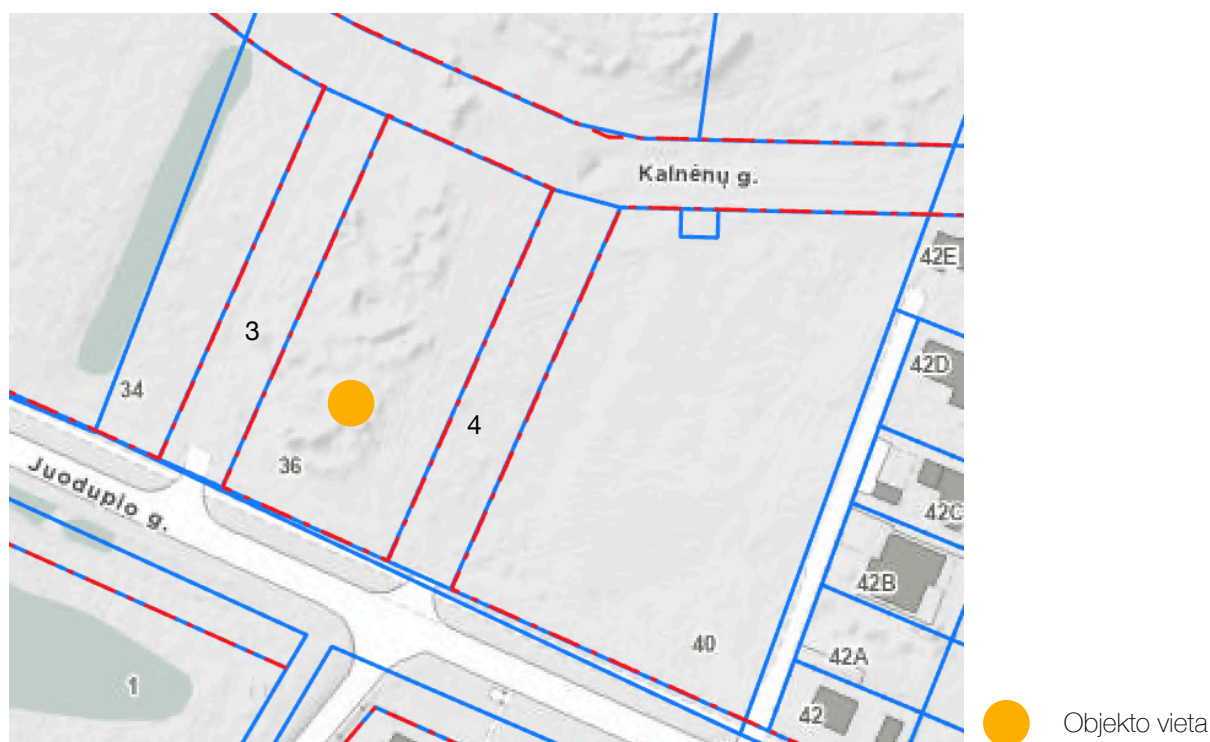 Kalnėnų g.
42E
3
42D
34
4
36
Juodupio g.
42C
42B
40
42A
1
42
Objekto vieta